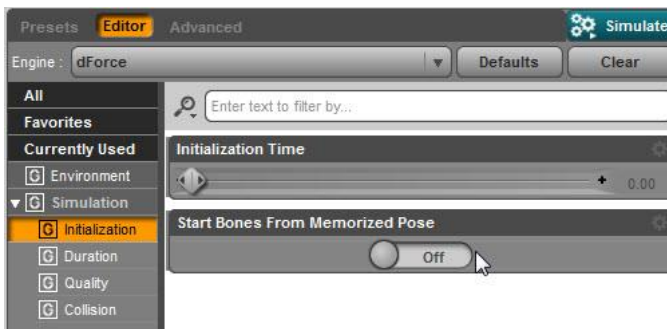 Presets Editor Advanced Simulate
Engine : dForce Defaults Clear
All
Favorites
Currently Used
G Environment
G Simulation
G Initialization
G Duration
G Quality
G Collision
Enter text to filter by...
Initialization Time
0.00
Start Bones From Memorized Pose
Off